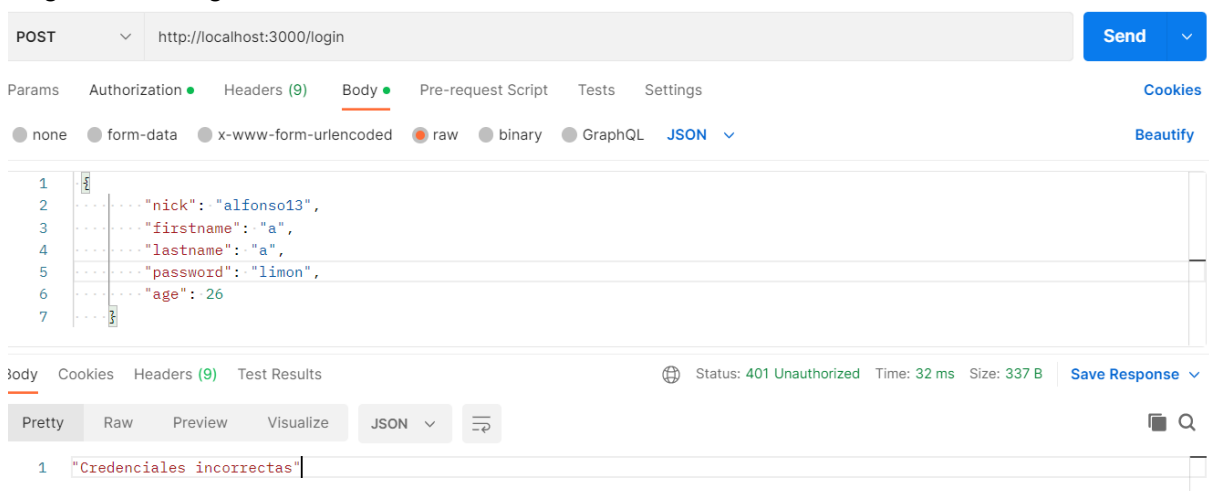 POST http://localhost:3000/login Send
Params Authorization Headers (9) Body Pre-request Script Tests Settings Cookies
none form-data x-www-form-urlencoded raw binary GraphQL JSON Beautify
1 {
2 "nick": "alfonso13",
3 "firstname": "a",
4 "lastname": "a",
5 "password": "limon",
6 "age": 26
7 }
Body Cookies Headers (9) Test Results Status: 401 Unauthorized Time: 32 ms Size: 337 B Save Response
Pretty Raw Preview Visualize JSON
1 "Credenciales incorrectas"